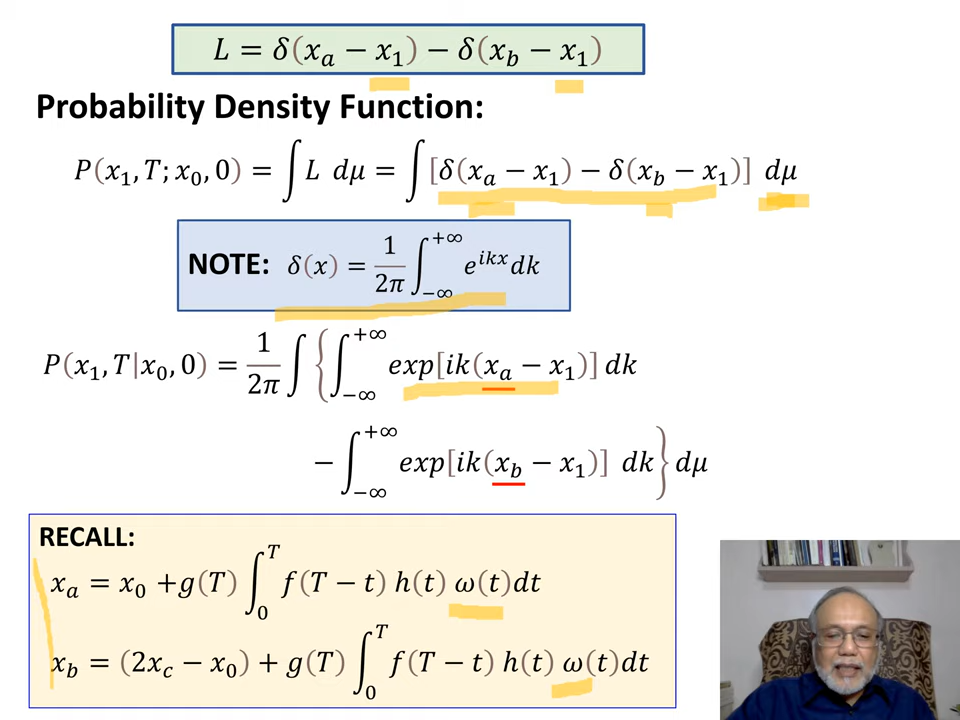 L = δ(x_a − x_1) − δ(x_b − x_1)
Probability Density Function:
P(x_1, T; x_0, 0) = ∫ L dμ = ∫ [δ(x_a − x_1) − δ(x_b − x_1)] dμ
NOTE: δ(x) = 1/2π ∫_{−∞}^{+∞} e^{ikx} dk
P(x_1, T|x_0, 0) = 1/2π ∫ { ∫_{−∞}^{+∞} exp[ik(x_a − x_1)] dk
− ∫_{−∞}^{+∞} exp[ik(x_b − x_1)] dk } dμ
RECALL:
x_a = x_0 + g(T) ∫_0^T f(T − t) h(t) ω(t)dt
x_b = (2x_c − x_0) + g(T) ∫_0^T f(T − t) h(t) ω(t)dt